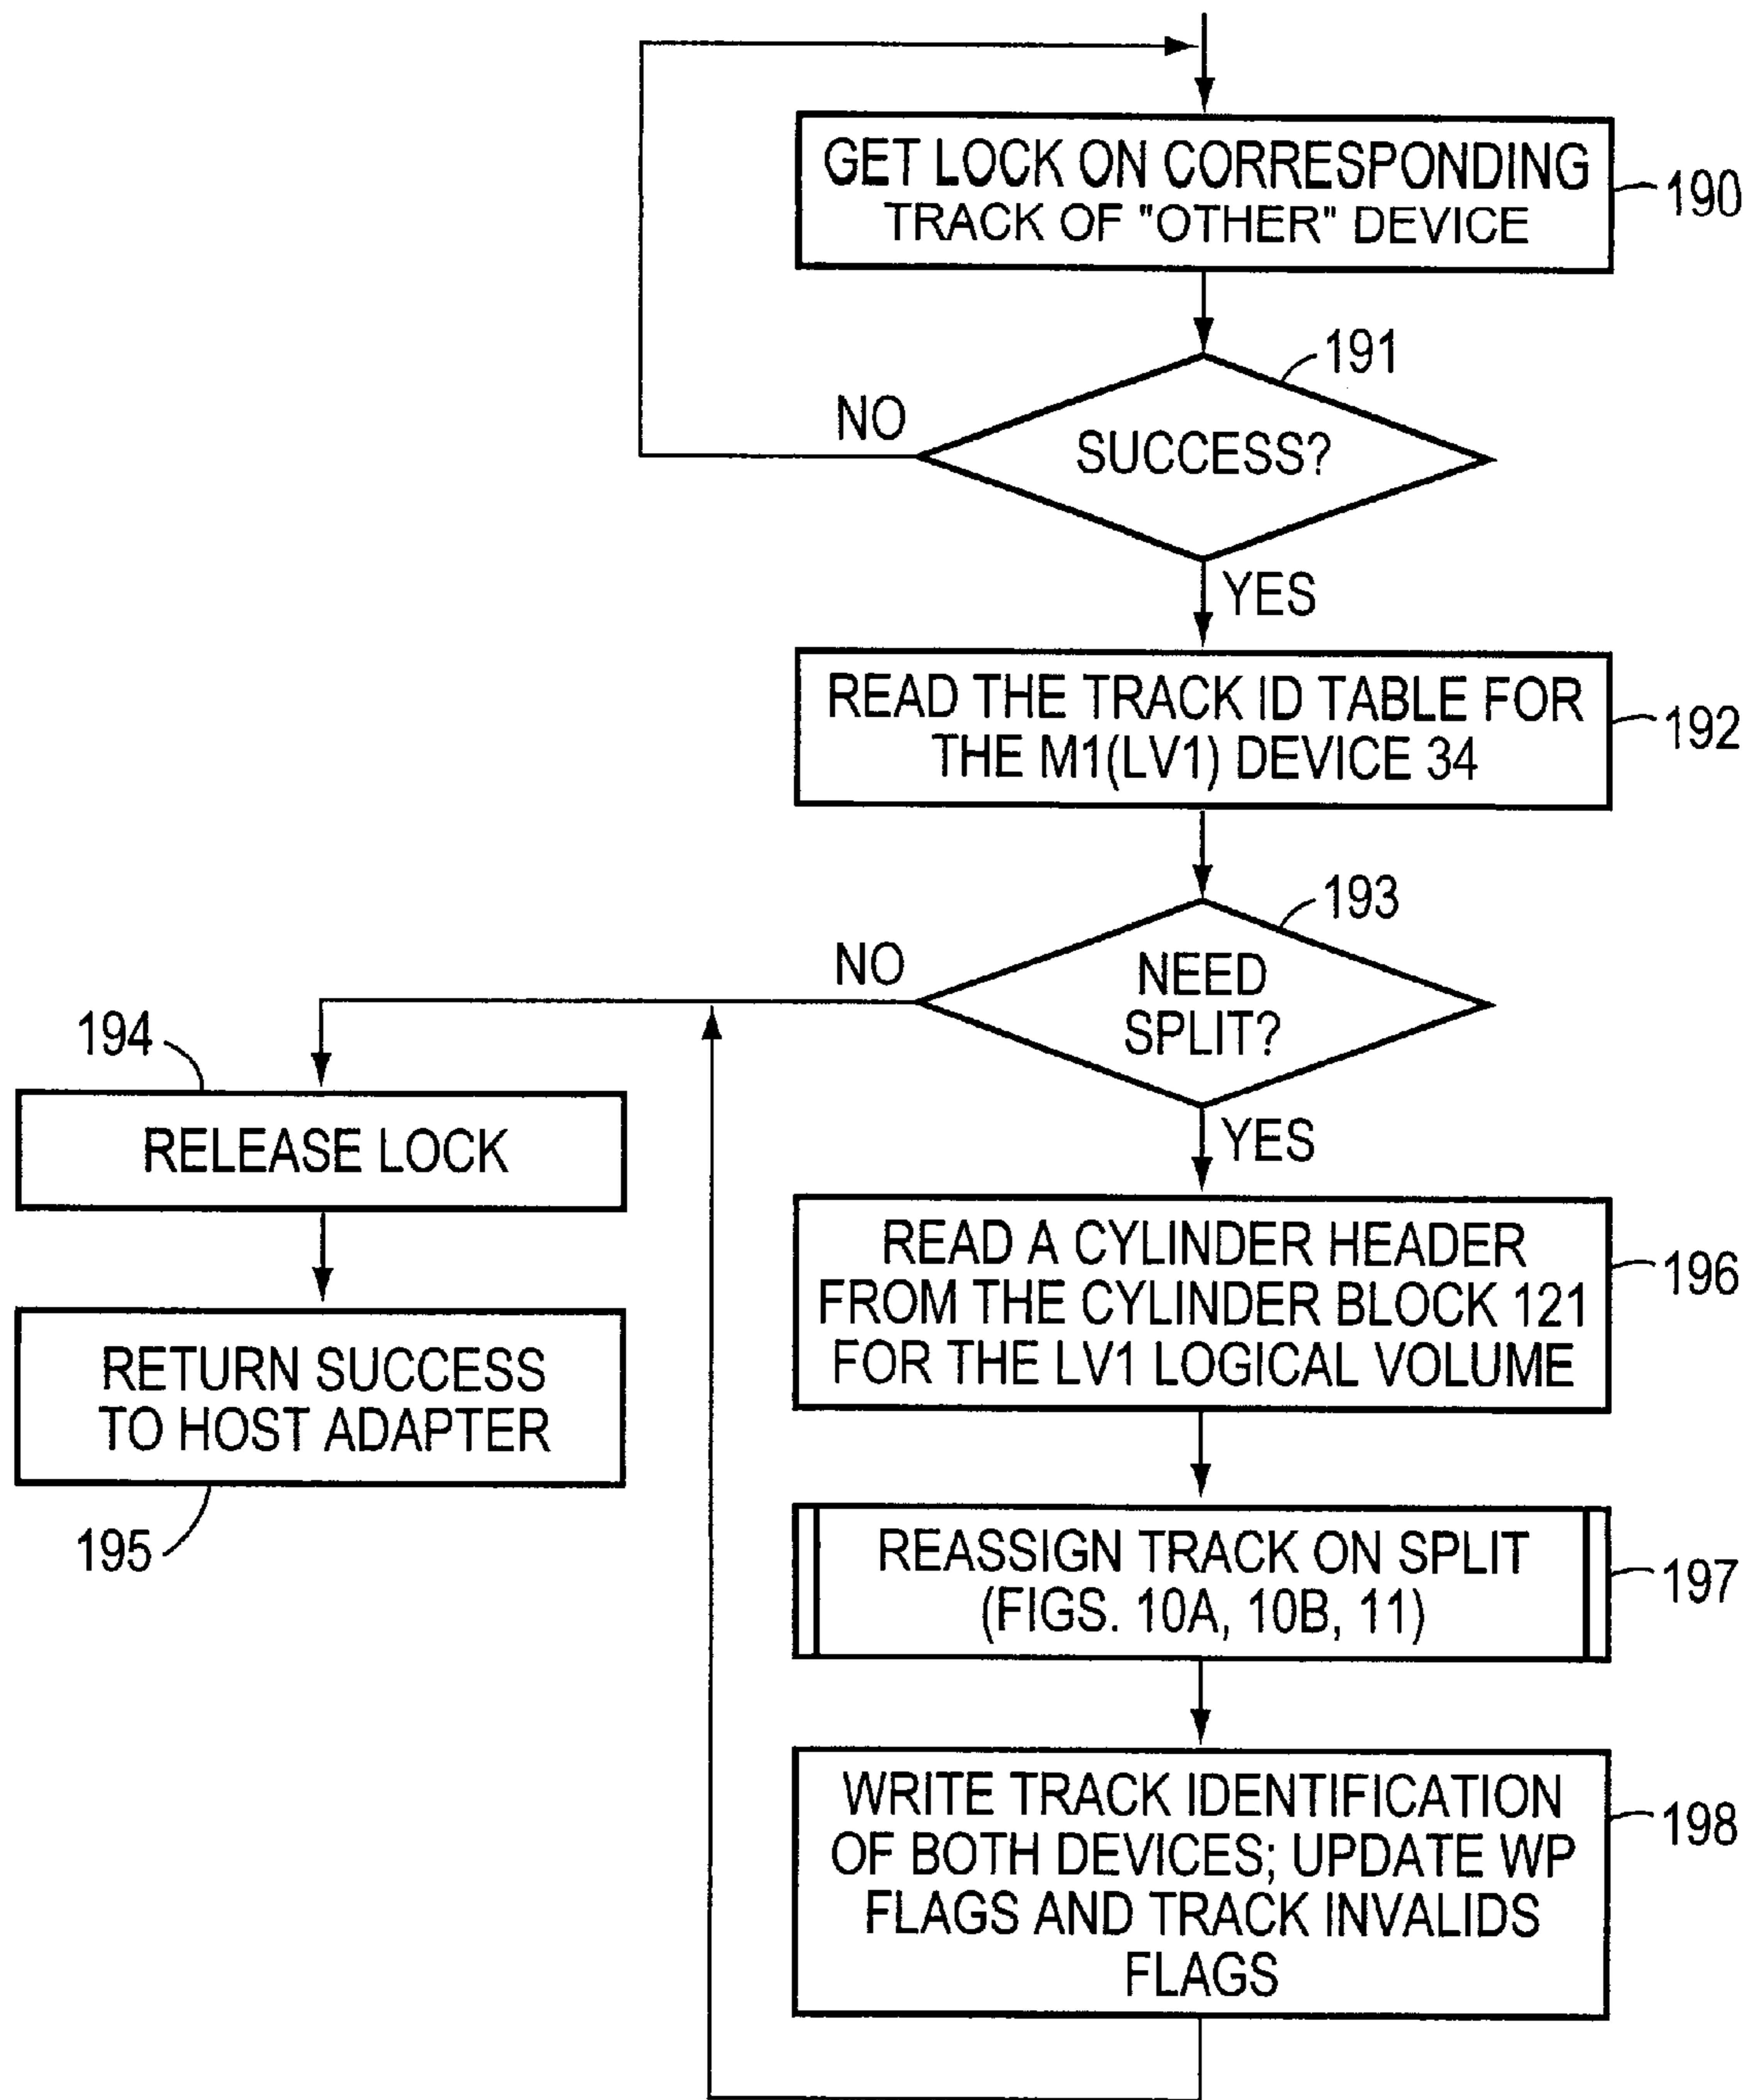 GET LOCK ON CORRESPONDING
TRACK OF "OTHER" DEVICE
190
191
NO
SUCCESS?
YES
READ THE TRACK ID TABLE FOR
THE M1(LV1) DEVICE 34
192
193
NO
NEED
SPLIT?
YES
194
RELEASE LOCK
RETURN SUCCESS
TO HOST ADAPTER
195
READ A CYLINDER HEADER
FROM THE CYLINDER BLOCK 121
FOR THE LV1 LOGICAL VOLUME
196
REASSIGN TRACK ON SPLIT
(FIGS. 10A, 10B, 11)
197
WRITE TRACK IDENTIFICATION
OF BOTH DEVICES; UPDATE WP
FLAGS AND TRACK INVALIDS
FLAGS
198